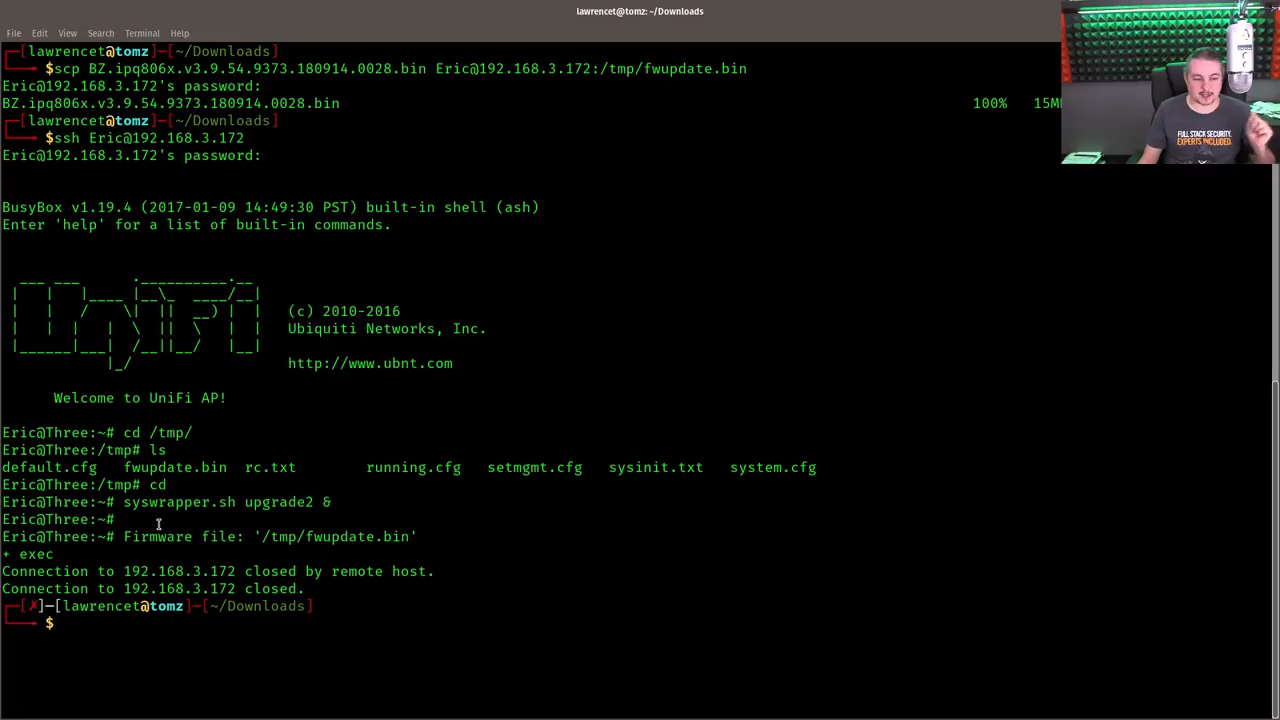 lawrencet@tomz: ~/Downloads
File Edit View Search Terminal Help
[lawrencet@tomz]─[~/Downloads]
$scp BZ.ipq806x.v3.9.54.9373.180914.0028.bin Eric@192.168.3.172:/tmp/fwupdate.bin
Eric@192.168.3.172's password:
BZ.ipq806x.v3.9.54.9373.180914.0028.bin 100% 15M
[lawrencet@tomz]─[~/Downloads]
$ssh Eric@192.168.3.172
Eric@192.168.3.172's password:
BusyBox v1.19.4 (2017-01-09 14:49:30 PST) built-in shell (ash)
Enter 'help' for a list of built-in commands.
UniFi
(c) 2010-2016
Ubiquiti Networks, Inc.
http://www.ubnt.com
Welcome to UniFi AP!
Eric@Three:~# cd /tmp/
Eric@Three:/tmp# ls
default.cfg fwupdate.bin rc.txt running.cfg setmgmt.cfg sysinit.txt system.cfg
Eric@Three:/tmp# cd
Eric@Three:~# syswrapper.sh upgrade2 &
Eric@Three:~#
Eric@Three:~# Firmware file: '/tmp/fwupdate.bin'
+ exec
Connection to 192.168.3.172 closed by remote host.
Connection to 192.168.3.172 closed.
[✗]─[lawrencet@tomz]─[~/Downloads]
$
FULL STACK SECURITY.
EXPERTS INCLUDED.